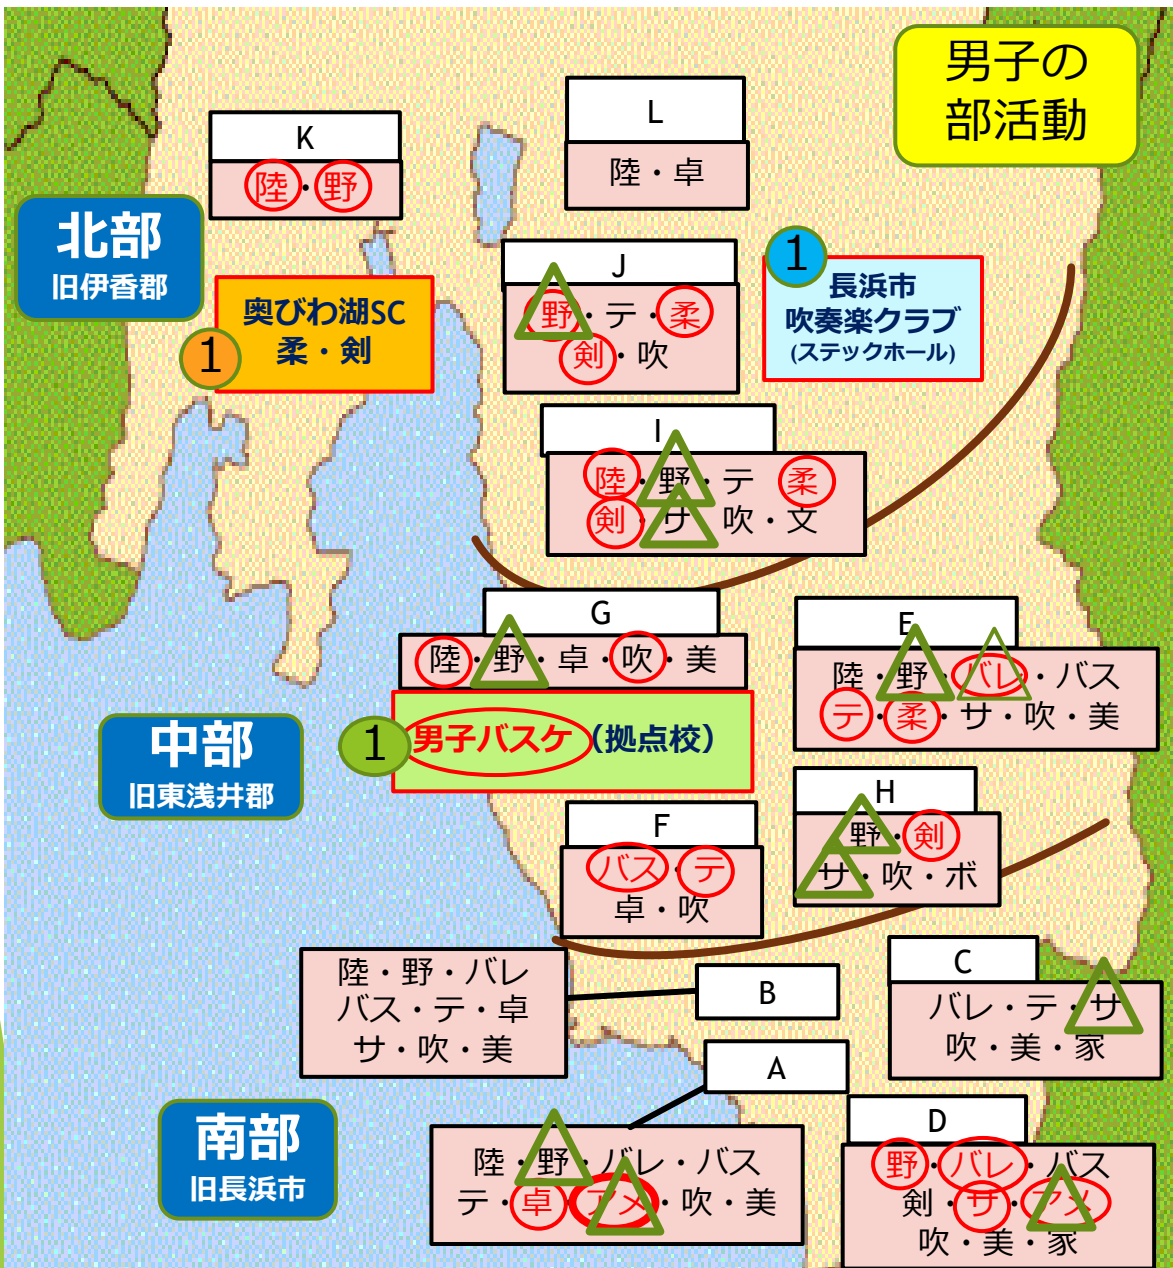 男子の
部活動
K
陸・野
L
陸・卓
北部
旧伊香郡
奥びわ湖SC
柔・剣
1
J
野・テ・柔
剣・吹
1
長浜市
吹奏楽クラブ
(ステックホール)
I
陸・野・テ 柔
剣・サ 吹・文
G
陸・野・卓・吹・美
1
男子バスケ(拠点校)
中部
旧東浅井郡
E
陸・野・バレ・バス
テ・柔・サ・吹・美
H
野・剣
サ・吹・ボ
F
バス・テ
卓・吹
陸・野・バレ
バス・テ・卓
サ・吹・美
B
C
バレ・テ・サ
吹・美・家
A
南部
旧長浜市
陸・野・バレ・バス
テ・卓・アメ・吹・美
D
野・バレ・バス
剣・サ・アメ
吹・美・家